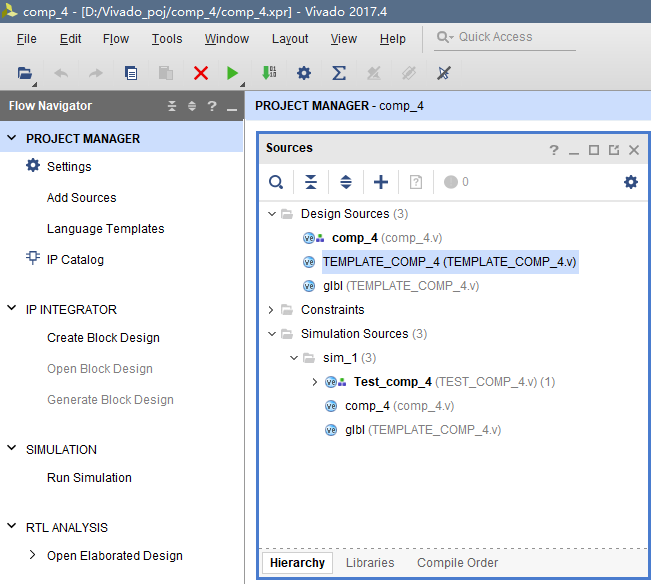 comp_4 - [D:/Vivado_poj/comp_4/comp_4.xpr] - Vivado 2017.4
File Edit Flow Tools Window Layout View Help Quick Access
Flow Navigator
PROJECT MANAGER
Settings
Add Sources
Language Templates
IP Catalog
IP INTEGRATOR
Create Block Design
Open Block Design
Generate Block Design
SIMULATION
Run Simulation
RTL ANALYSIS
Open Elaborated Design
PROJECT MANAGER - comp_4
Sources
0
Design Sources (3)
comp_4 (comp_4.v)
TEMPLATE_COMP_4 (TEMPLATE_COMP_4.v)
glbl (TEMPLATE_COMP_4.v)
Constraints
Simulation Sources (3)
sim_1 (3)
Test_comp_4 (TEST_COMP_4.v) (1)
comp_4 (comp_4.v)
glbl (TEMPLATE_COMP_4.v)
Hierarchy Libraries Compile Order